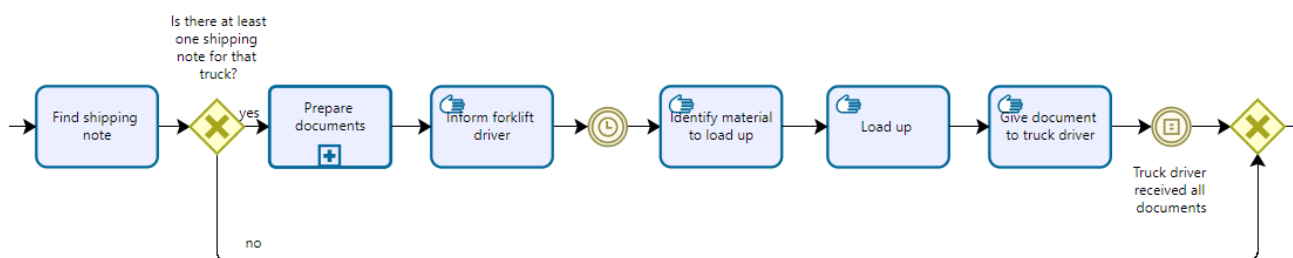 Is there at least
one shipping
note for that
truck?
Find shipping
note
yes
Prepare
documents
Inform forklift
driver
Identify material
to load up
Load up
Give document
to truck driver
Truck driver
received all
documents
no